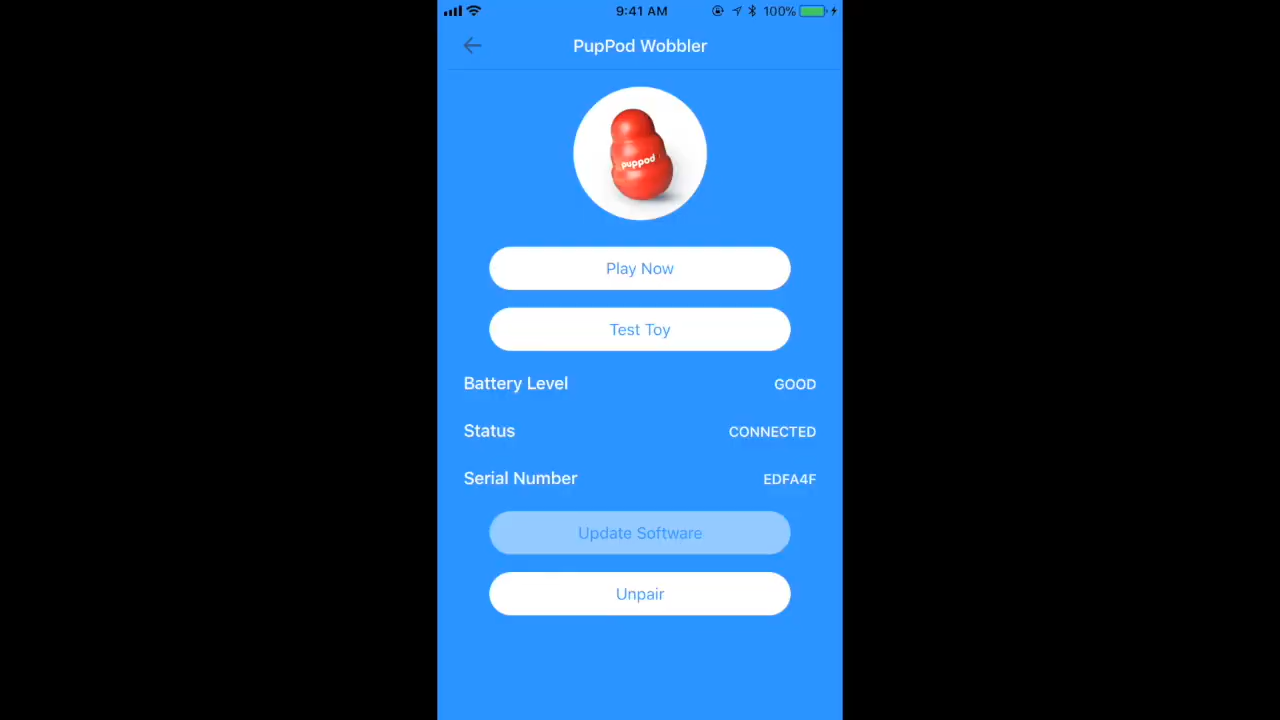 9:41 AM 100%
PupPod Wobbler
puppod
Play Now
Test Toy
Battery Level GOOD
Status CONNECTED
Serial Number EDFA4F
Update Software
Unpair